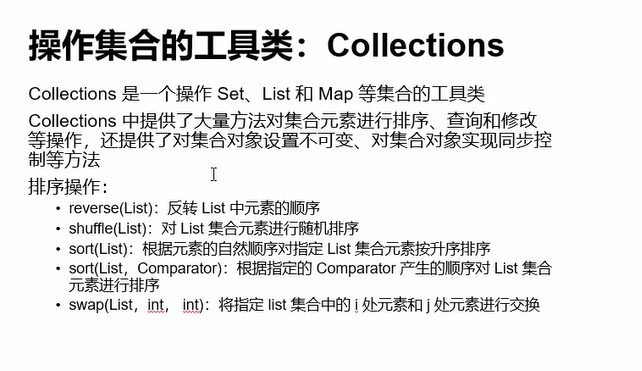 操作集合的工具类：Collections
Collections 是一个操作 Set、List 和 Map 等集合的工具类
Collections 中提供了大量方法对集合元素进行排序、查询和修改
等操作，还提供了对集合对象设置不可变、对集合对象实现同步控
制等方法
排序操作：
• reverse(List)：反转 List 中元素的顺序
• shuffle(List)：对 List 集合元素进行随机排序
• sort(List)：根据元素的自然顺序对指定 List 集合元素按升序排序
• sort(List，Comparator)：根据指定的 Comparator 产生的顺序对 List 集合
元素进行排序
• swap(List，int， int)：将指定 list 集合中的 i 处元素和 j 处元素进行交换